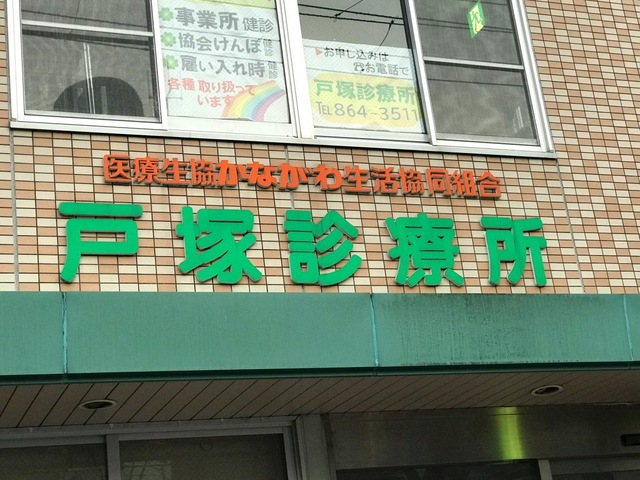 事業所健診
協会けんぽ健診
雇い入れ時健診
各種取り扱って
います
お申し込みは
☎お電話で
戸塚診療所
TEL 864-3511
医療生協かながわ生活協同組合
戸塚診療所